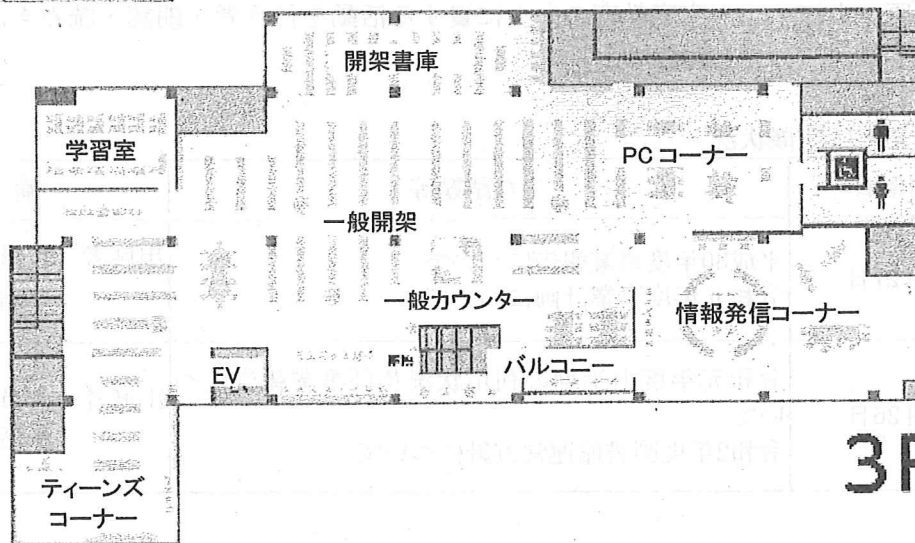 開架書庫
学習室
PCコーナー
一般開架
一般カウンター
情報発信コーナー
EV
バルコニー
ティーンズ
コーナー
3F